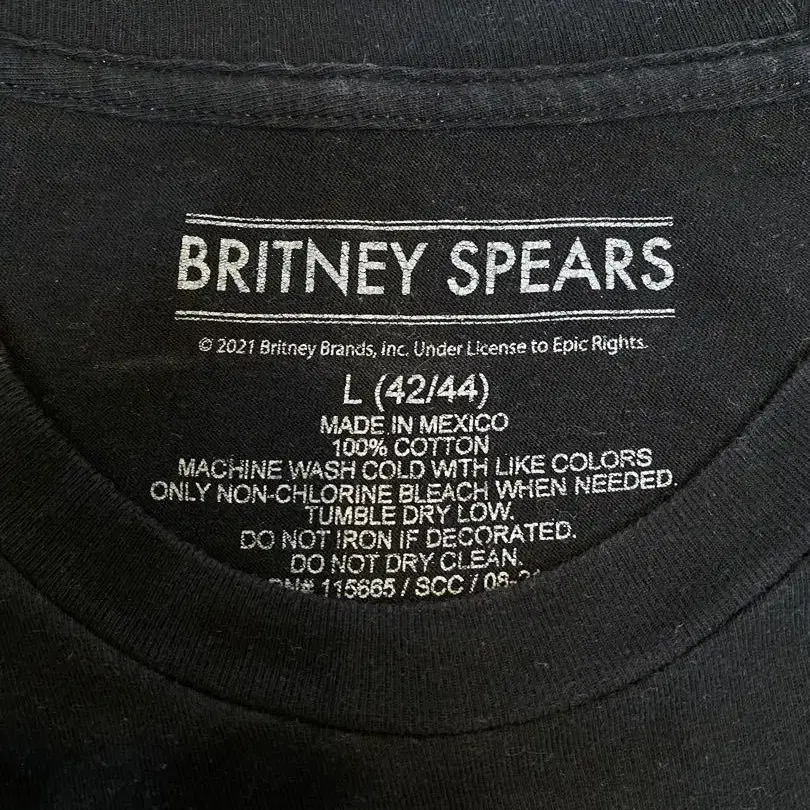 BRITNEY SPEARS
© 2021 Britney Brands, Inc. Under License to Epic Rights.
L (42/44)
MADE IN MEXICO
100% COTTON
MACHINE WASH COLD WITH LIKE COLORS
ONLY NON-CHLORINE BLEACH WHEN NEEDED.
TUMBLE DRY LOW.
DO NOT IRON IF DECORATED.
DO NOT DRY CLEAN.
115665 / SCC /